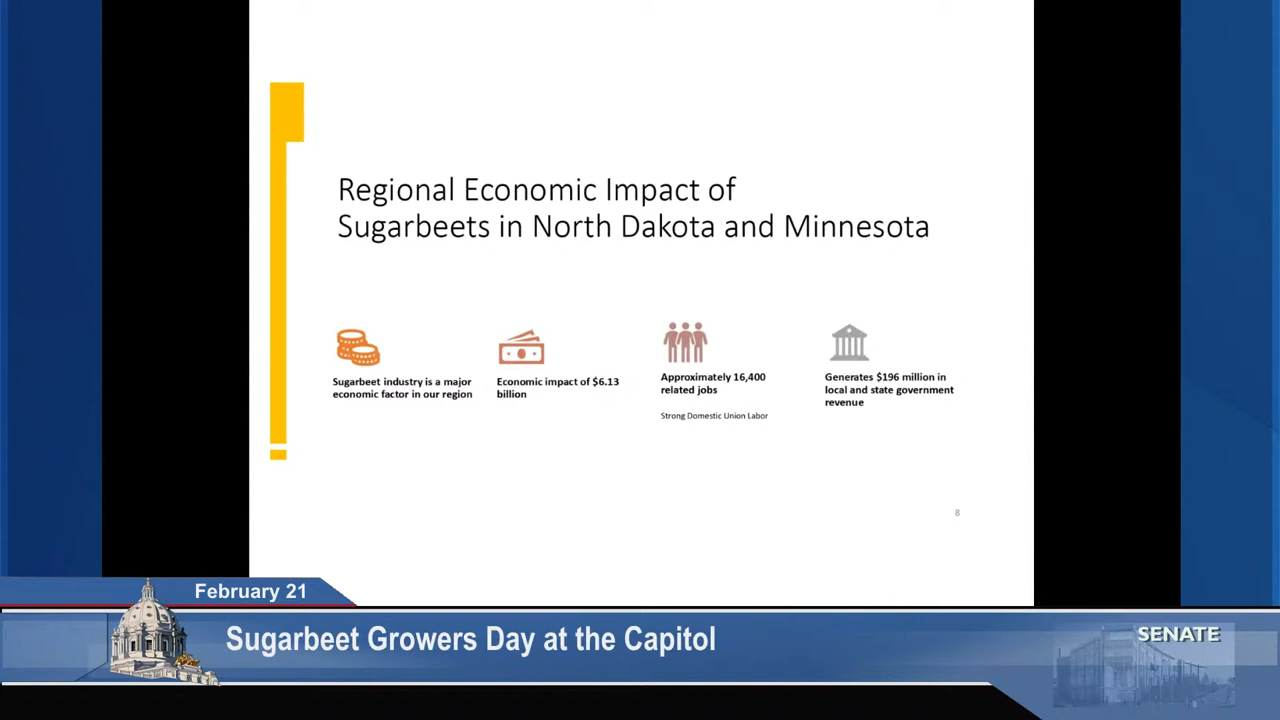 Regional Economic Impact of
Sugarbeets in North Dakota and Minnesota
Sugarbeet industry is a major
economic factor in our region
Economic impact of $6.13
billion
Approximately 16,400
related jobs
Strong Domestic Union Labor
Generates $196 million in
local and state government
revenue
8
February 21
Sugarbeet Growers Day at the Capitol
SENATE